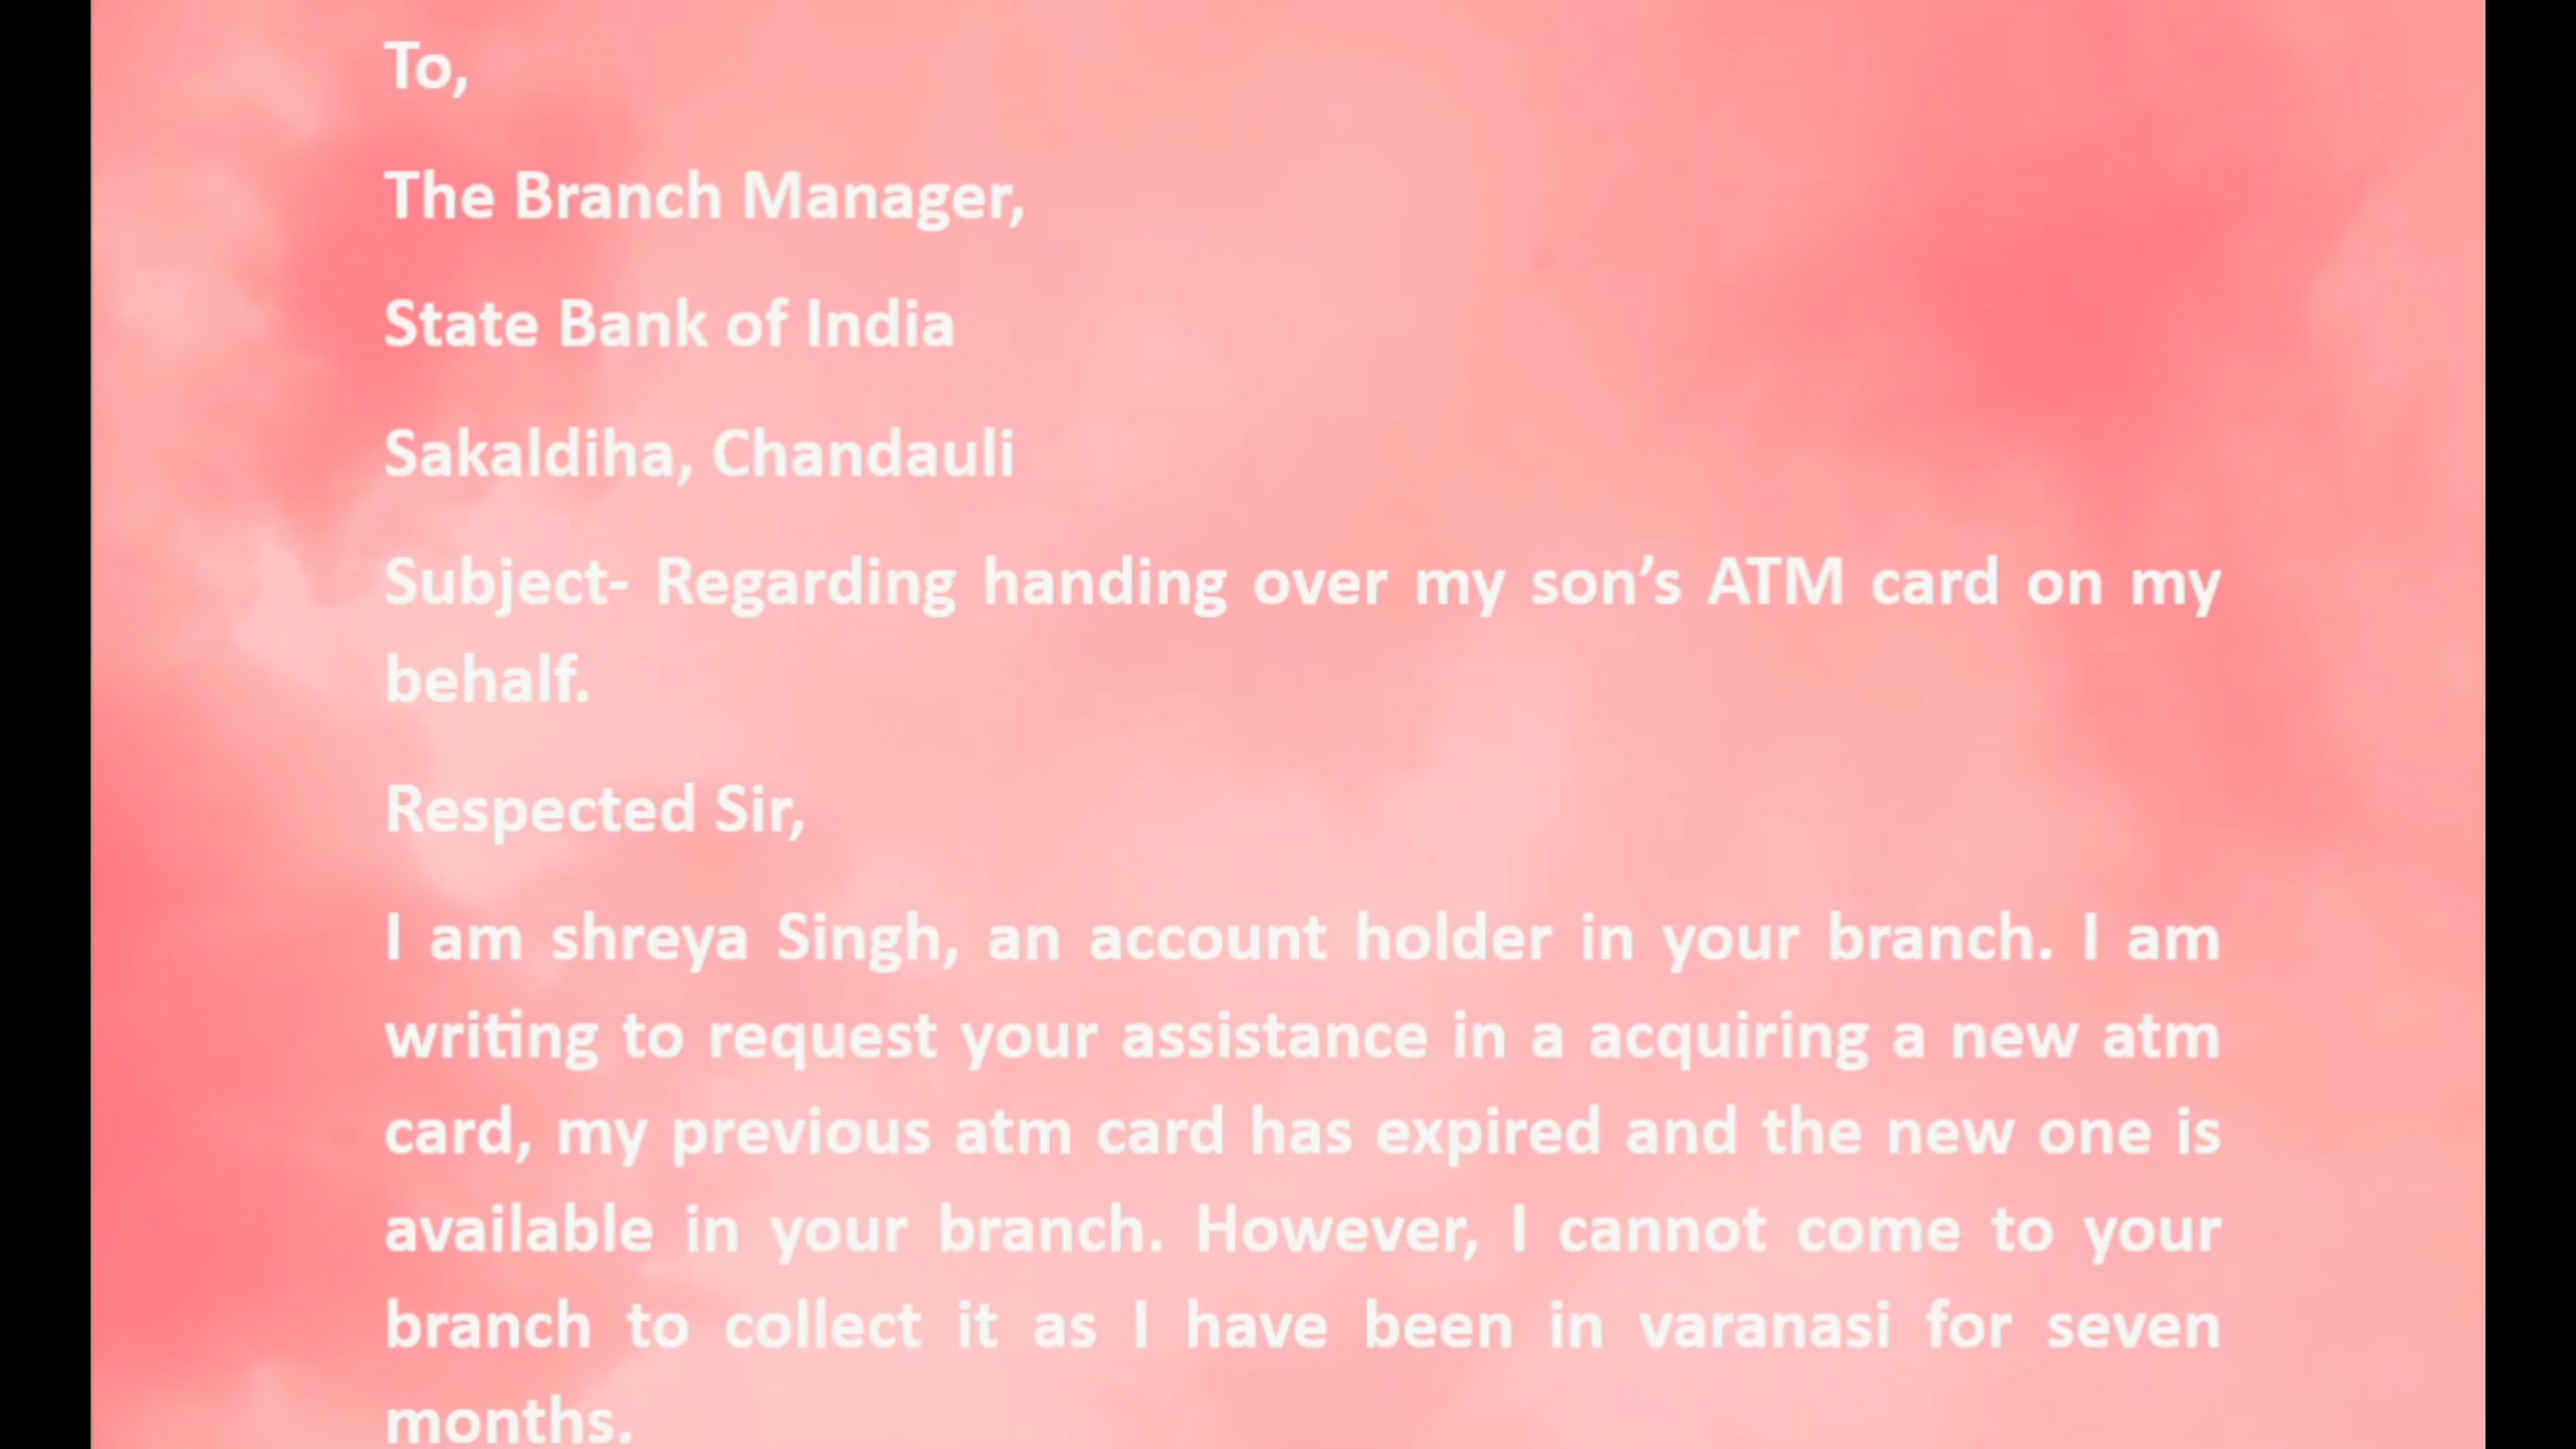 To,
The Branch Manager,
State Bank of India
Sakaldiha, Chandauli
Subject- Regarding handing over my son’s ATM card on my
behalf.
Respected Sir,
I am shreya Singh, an account holder in your branch. I am
writing to request your assistance in a acquiring a new atm
card, my previous atm card has expired and the new one is
available in your branch. However, I cannot come to your
branch to collect it as I have been in varanasi for seven
months.